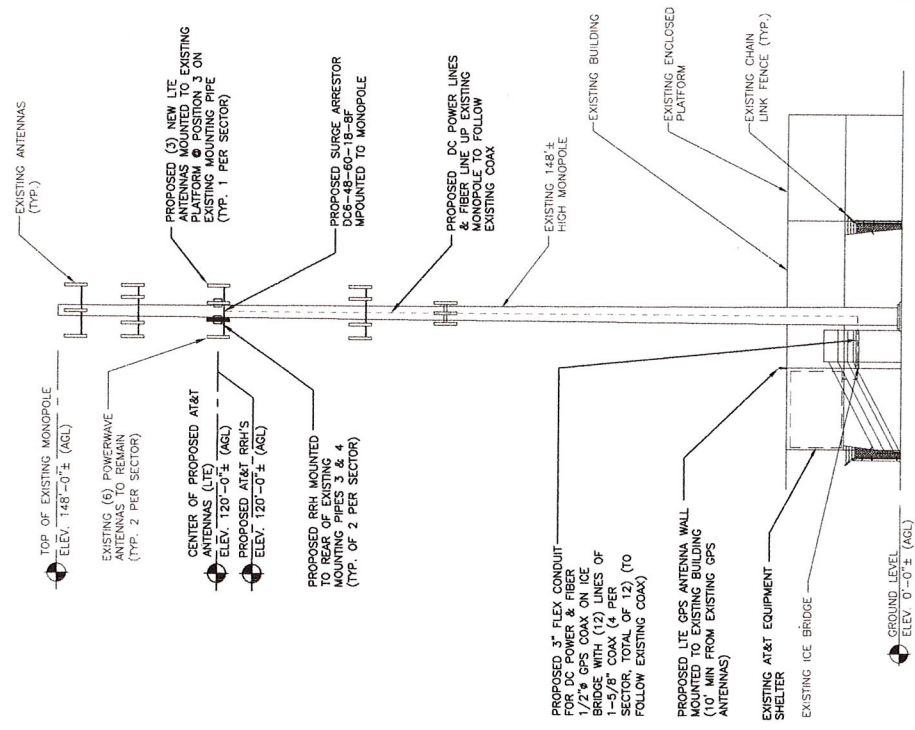 TOP OF EXISTING MONOPOLE
ELEV. 148'-0"± (AGL)
EXISTING (6) POWERWAVE
ANTENNAS TO REMAIN
(TYP. 2 PER SECTOR)
CENTER OF PROPOSED AT&T
ANTENNAS (LTE)
ELEV. 120'-0"± (AGL)
PROPOSED AT&T RRH'S
ELEV. 120'-0"± (AGL)
PROPOSED RRH MOUNTED
TO REAR OF EXISTING
MOUNTING PIPES 3 & 4
(TYP. OF 2 PER SECTOR)
PROPOSED 3" FLEX CONDUIT
FOR DC POWER & FIBER
1/2"ø GPS COAX ON ICE
BRIDGE WITH (12) LINES OF
1-5/8" COAX (4 PER
SECTOR, TOTAL OF 12) (TO
FOLLOW EXISTING COAX)
PROPOSED LTE GPS ANTENNA WALL
MOUNTED TO EXISTING BUILDING
(10' MIN FROM EXISTING GPS
ANTENNAS)
EXISTING AT&T EQUIPMENT
SHELTER
EXISTING ICE BRIDGE
GROUND LEVEL
ELEV. 0'-0"± (AGL)
EXISTING ANTENNAS
(TYP.)
PROPOSED (3) NEW LTE
ANTENNAS MOUNTED TO EXISTING
PLATFORM @ POSITION 3 ON
EXISTING MOUNTING PIPE
(TYP. 1 PER SECTOR)
PROPOSED SURGE ARRESTOR
DC6-48-60-18-8F
MPOUNTED TO MONOPOLE
PROPOSED DC POWER LINES
& FIBER LINE UP EXISTING
MONOPOLE TO FOLLOW
EXISTING COAX
EXISTING 148'±
HIGH MONOPOLE
EXISTING BUILDING
EXISTING ENCLOSED
PLATFORM
EXISTING CHAIN
LINK FENCE (TYP.)